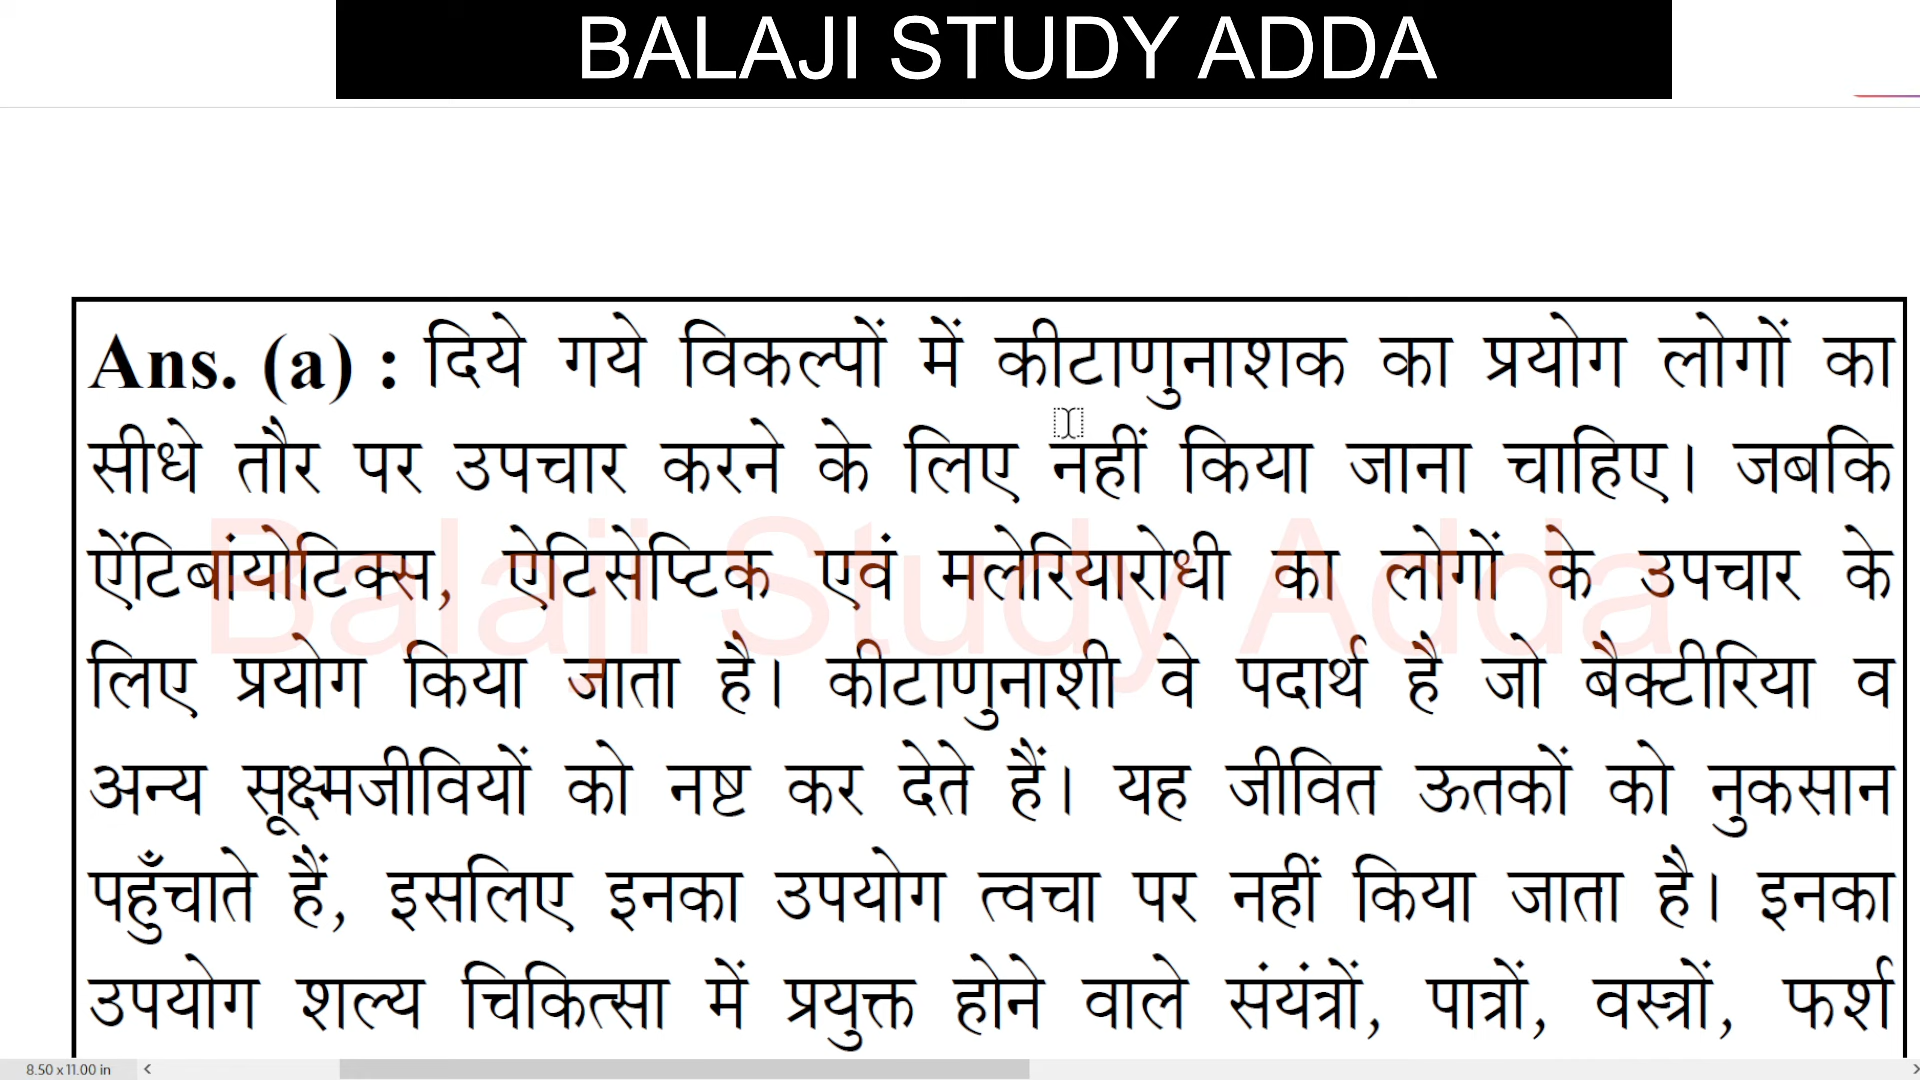 BALAJI STUDY ADDA
Ans. (a) : दिये गये विकल्पों में कीटाणुनाशक का प्रयोग लोगों का
सीधे तौर पर उपचार करने के लिए नहीं किया जाना चाहिए। जबकि
ऐंटिबांयोटिक्स, ऐटिसेप्टिक एवं मलेरियारोधी का लोगों के उपचार के
Balaji Study Adda
लिए प्रयोग किया जाता है। कीटाणुनाशी वे पदार्थ है जो बैक्टीरिया व
अन्य सूक्ष्मजीवियों को नष्ट कर देते हैं। यह जीवित ऊतकों को नुकसान
पहुँचाते हैं, इसलिए इनका उपयोग त्वचा पर नहीं किया जाता है। इनका
उपयोग शल्य चिकित्सा में प्रयुक्त होने वाले संयंत्रों, पात्रों, वस्त्रों, फर्श
8.50 x 11.00 in